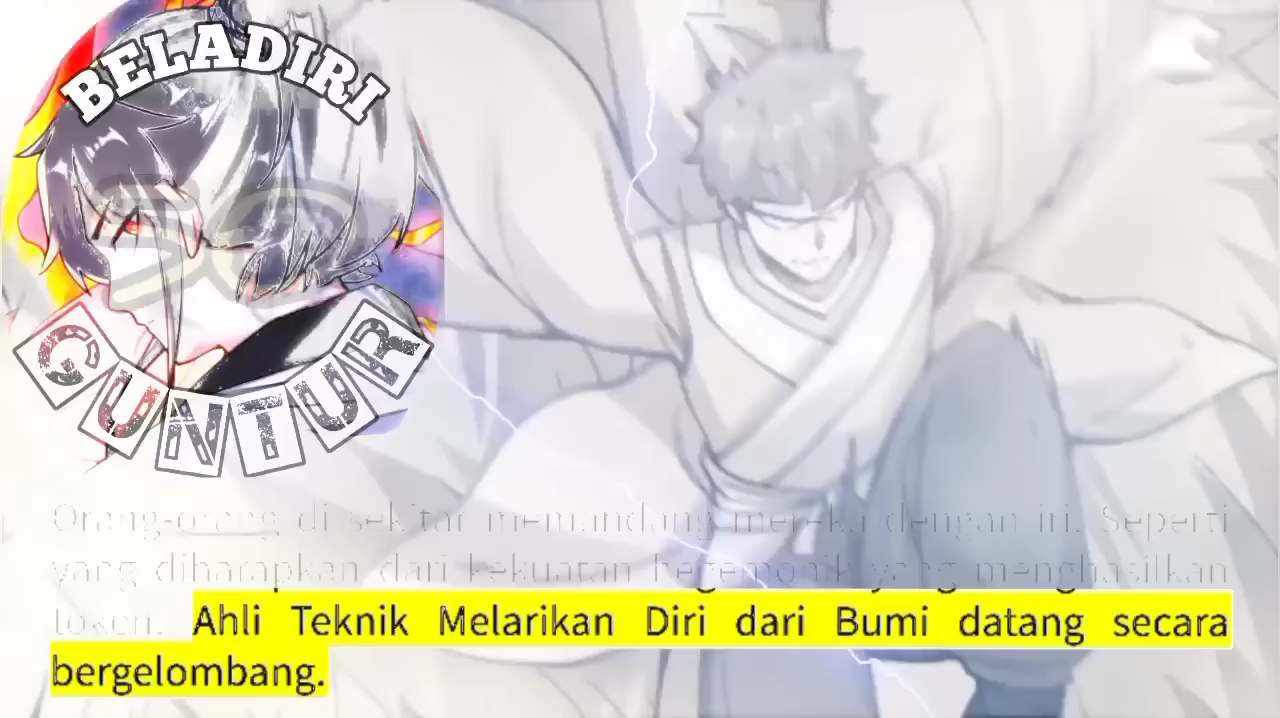 BELADIRI
GUNTUR
Orang-orang di sekitar memandang mereka dengan iri. Seperti
yang diharapkan dari kekuatan hegemonik yang menghasilkan
token. Ahli Teknik Melarikan Diri dari Bumi datang secara
bergelombang.